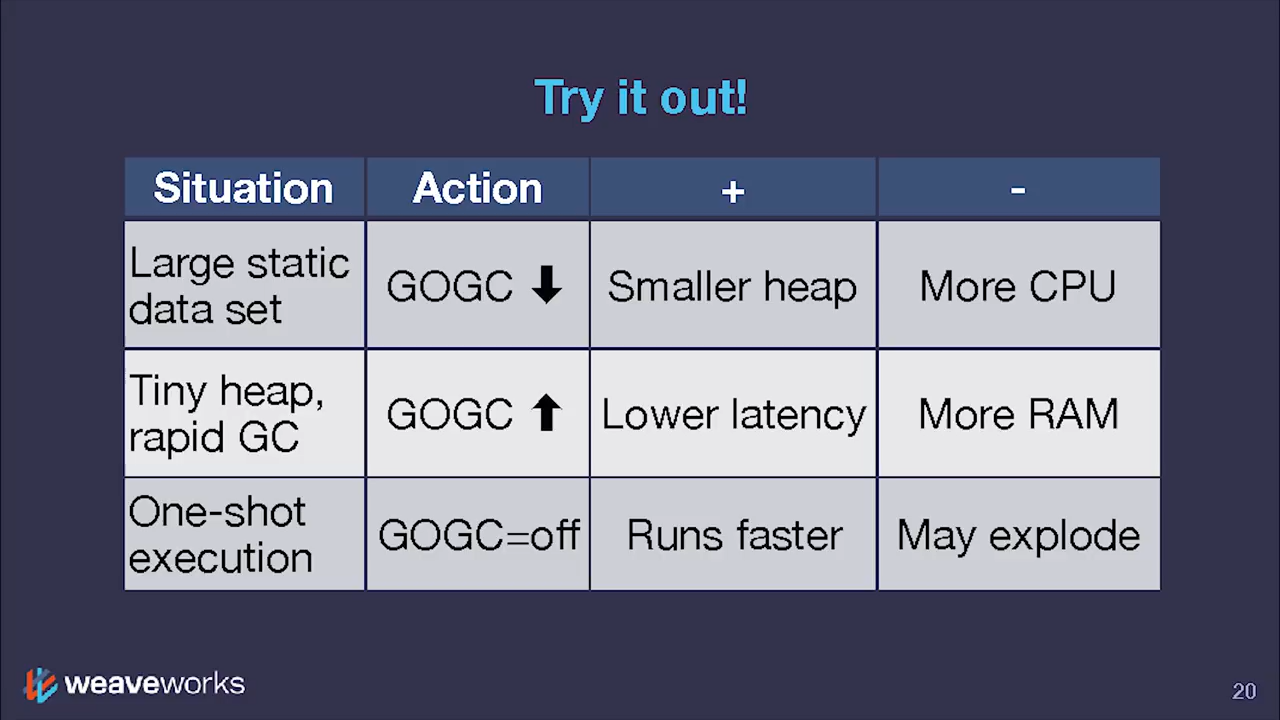 Try it out!
Situation Action + -
Large static
data set
GOGC ⬇ Smaller heap More CPU
Tiny heap,
rapid GC
GOGC ⬆ Lower latency More RAM
One-shot
execution
GOGC=off Runs faster May explode
weaveworks
20